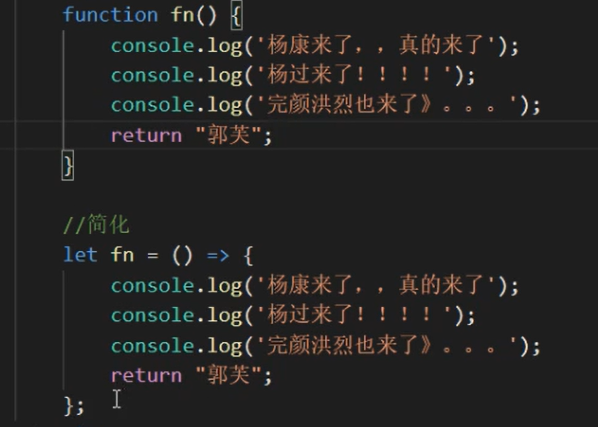 function fn() {
console.log('杨康来了，，真的来了');
console.log('杨过来了！！！！');
console.log('完颜洪烈也来了》。。。');
return "郭芙";
}
//简化
let fn = () => {
console.log('杨康来了，，真的来了');
console.log('杨过来了！！！！');
console.log('完颜洪烈也来了》。。。');
return "郭芙";
};